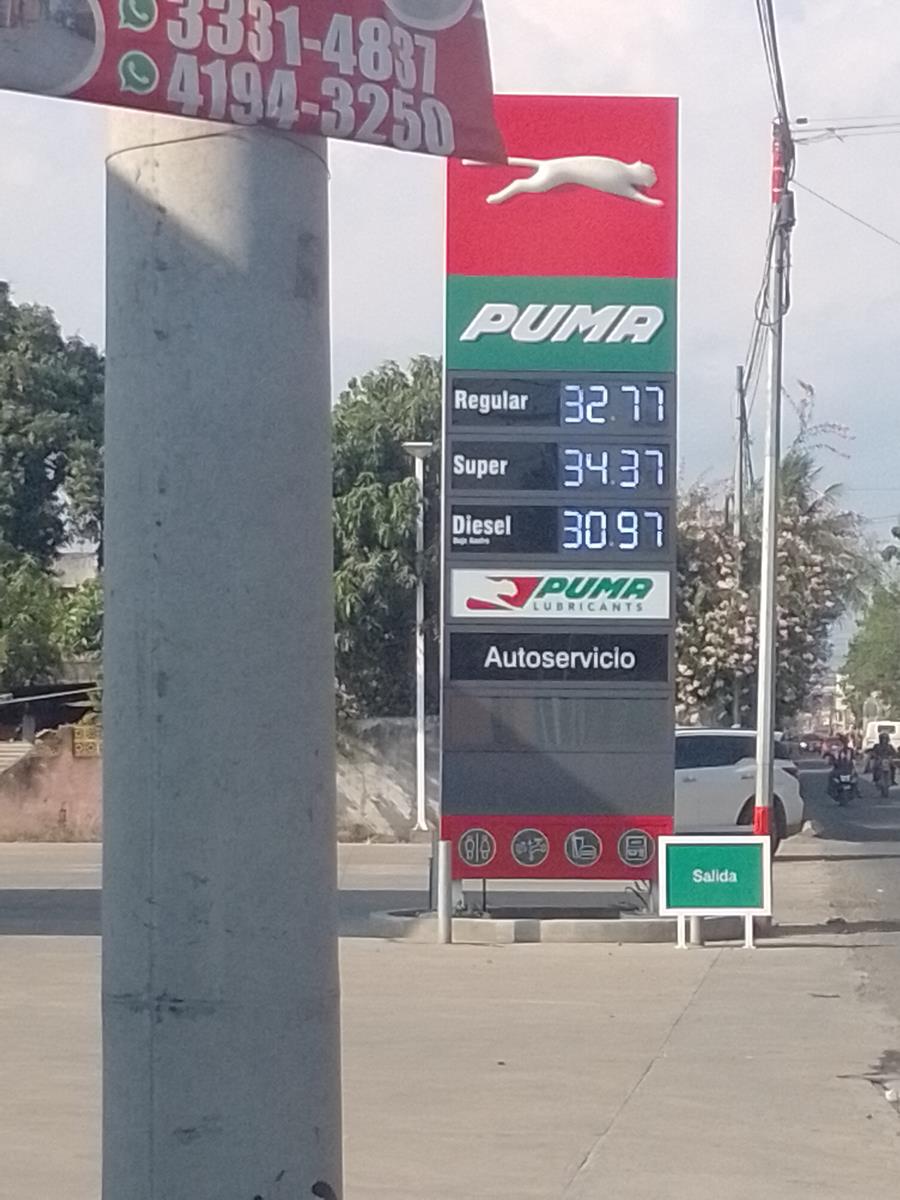 3331-4837
4194-3250
PUMA
Regular 32.77
Super 34.37
Diesel 30.97
PUMA
LUBRICANTS
Autoservicio
Salida